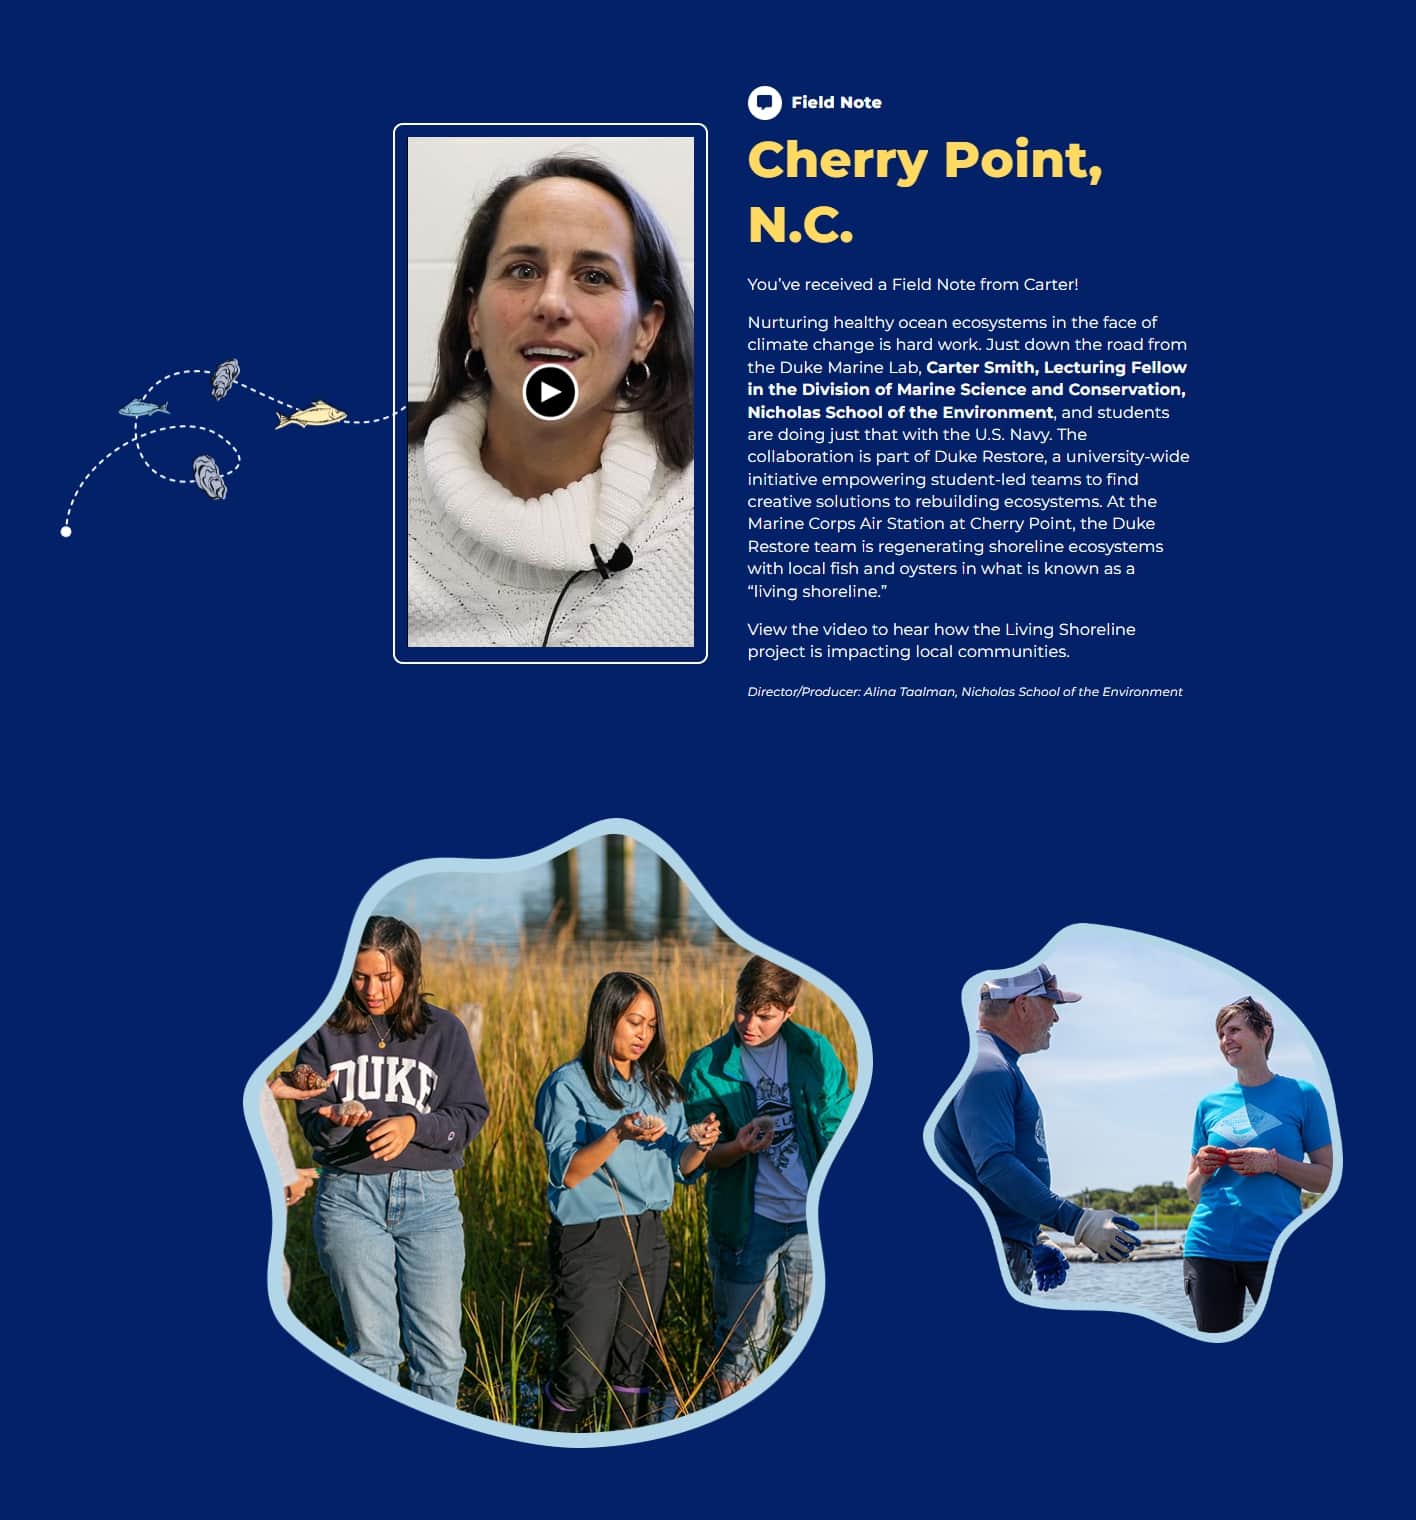 Field Note
Cherry Point,
N.C.
You’ve received a Field Note from Carter!
Nurturing healthy ocean ecosystems in the face of
climate change is hard work. Just down the road from
the Duke Marine Lab, Carter Smith, Lecturing Fellow
in the Division of Marine Science and Conservation,
Nicholas School of the Environment, and students
are doing just that with the U.S. Navy. The
collaboration is part of Duke Restore, a university-wide
initiative empowering student-led teams to find
creative solutions to rebuilding ecosystems. At the
Marine Corps Air Station at Cherry Point, the Duke
Restore team is regenerating shoreline ecosystems
with local fish and oysters in what is known as a
“living shoreline.”
View the video to hear how the Living Shoreline
project is impacting local communities.
Director/Producer: Alina Taalman, Nicholas School of the Environment
DUKE